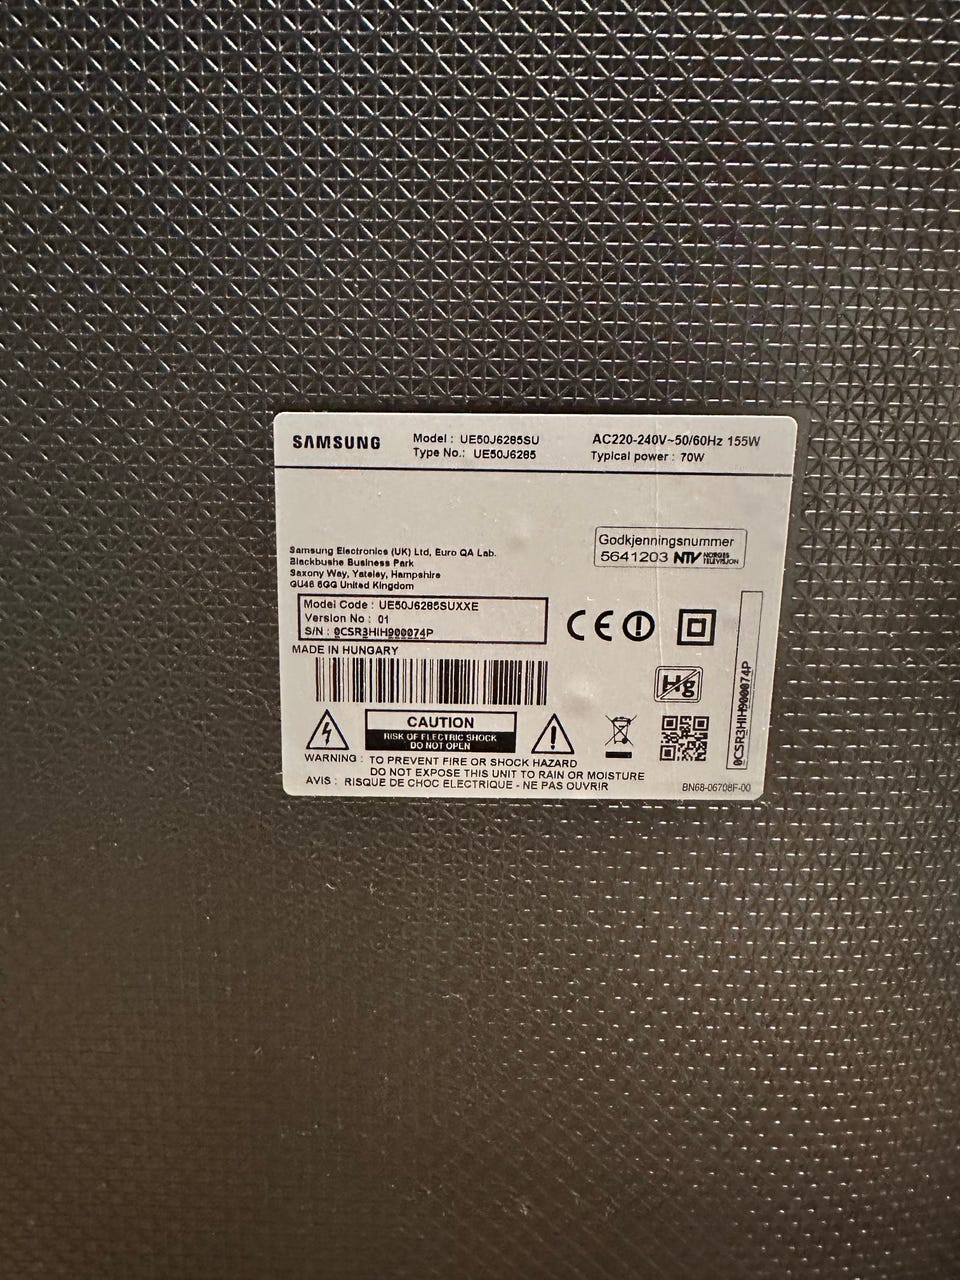 SAMSUNG
Model : UE50J6285SU
Type No.: UE50J6285
AC220-240V~50/60Hz 155W
Typical power : 70W
Godkjenningsnummer
5641203 NTV NORGES TELEVISJON
Samsung Electronics (UK) Ltd, Euro QA Lab.
Blackbushe Business Park
Saxony Way, Yateley, Hampshire
GU46 6GG United Kingdom
Model Code : UE50J6285SUXXE
Version No : 01
S/N : 0CSR3HIH900074P
MADE IN HUNGARY
CE
Hg
0CSR3HIH900074P
CAUTION
RISK OF ELECTRIC SHOCK
DO NOT OPEN
WARNING : TO PREVENT FIRE OR SHOCK HAZARD
DO NOT EXPOSE THIS UNIT TO RAIN OR MOISTURE
AVIS : RISQUE DE CHOC ELECTRIQUE - NE PAS OUVRIR
BN68-06708F-00